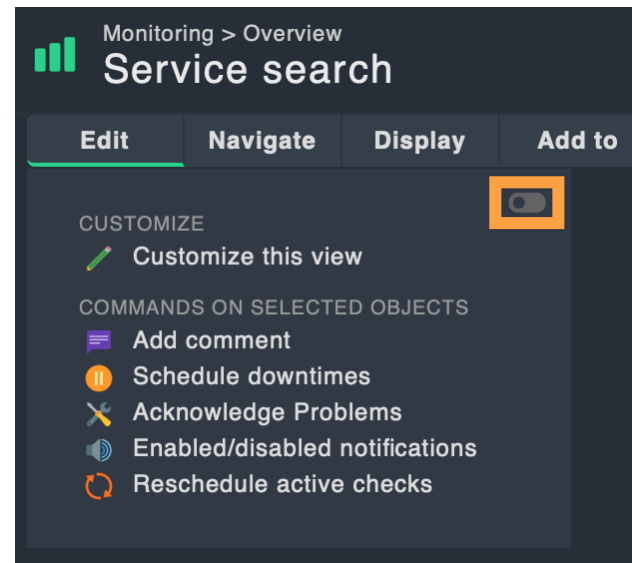 Monitoring > Overview
Service search
Edit Navigate Display Add to
CUSTOMIZE
Customize this view
COMMANDS ON SELECTED OBJECTS
Add comment
Schedule downtimes
Acknowledge Problems
Enabled/disabled notifications
Reschedule active checks